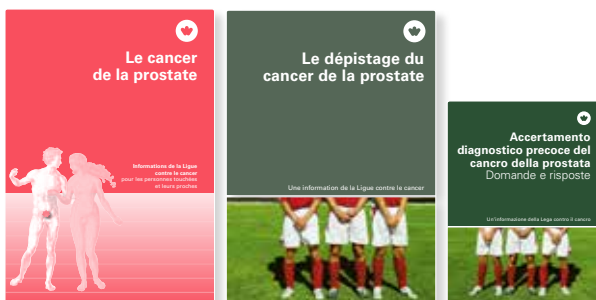 Le cancer
de la prostate
Informations de la Ligue
contre le cancer
pour les personnes touchées
et leurs proches
Le dépistage du
cancer de la prostate
Une information de la Ligue contre le cancer
Accertamento
diagnostico precoce del
cancro della prostata
Domande e risposte
Un'informazione della Lega contro il cancro